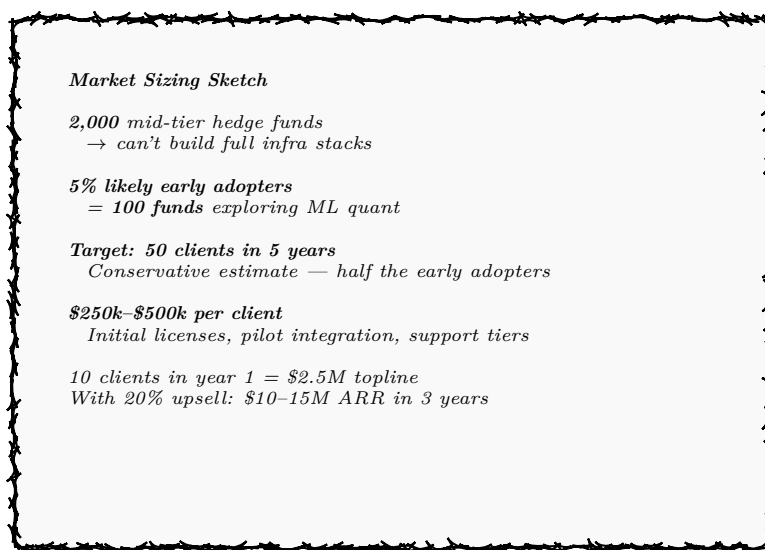 Market Sizing Sketch
2,000 mid-tier hedge funds
→ can't build full infra stacks
5% likely early adopters
= 100 funds exploring ML quant
Target: 50 clients in 5 years
Conservative estimate — half the early adopters
$250k–$500k per client
Initial licenses, pilot integration, support tiers
10 clients in year 1 = $2.5M topline
With 20% upsell: $10–15M ARR in 3 years